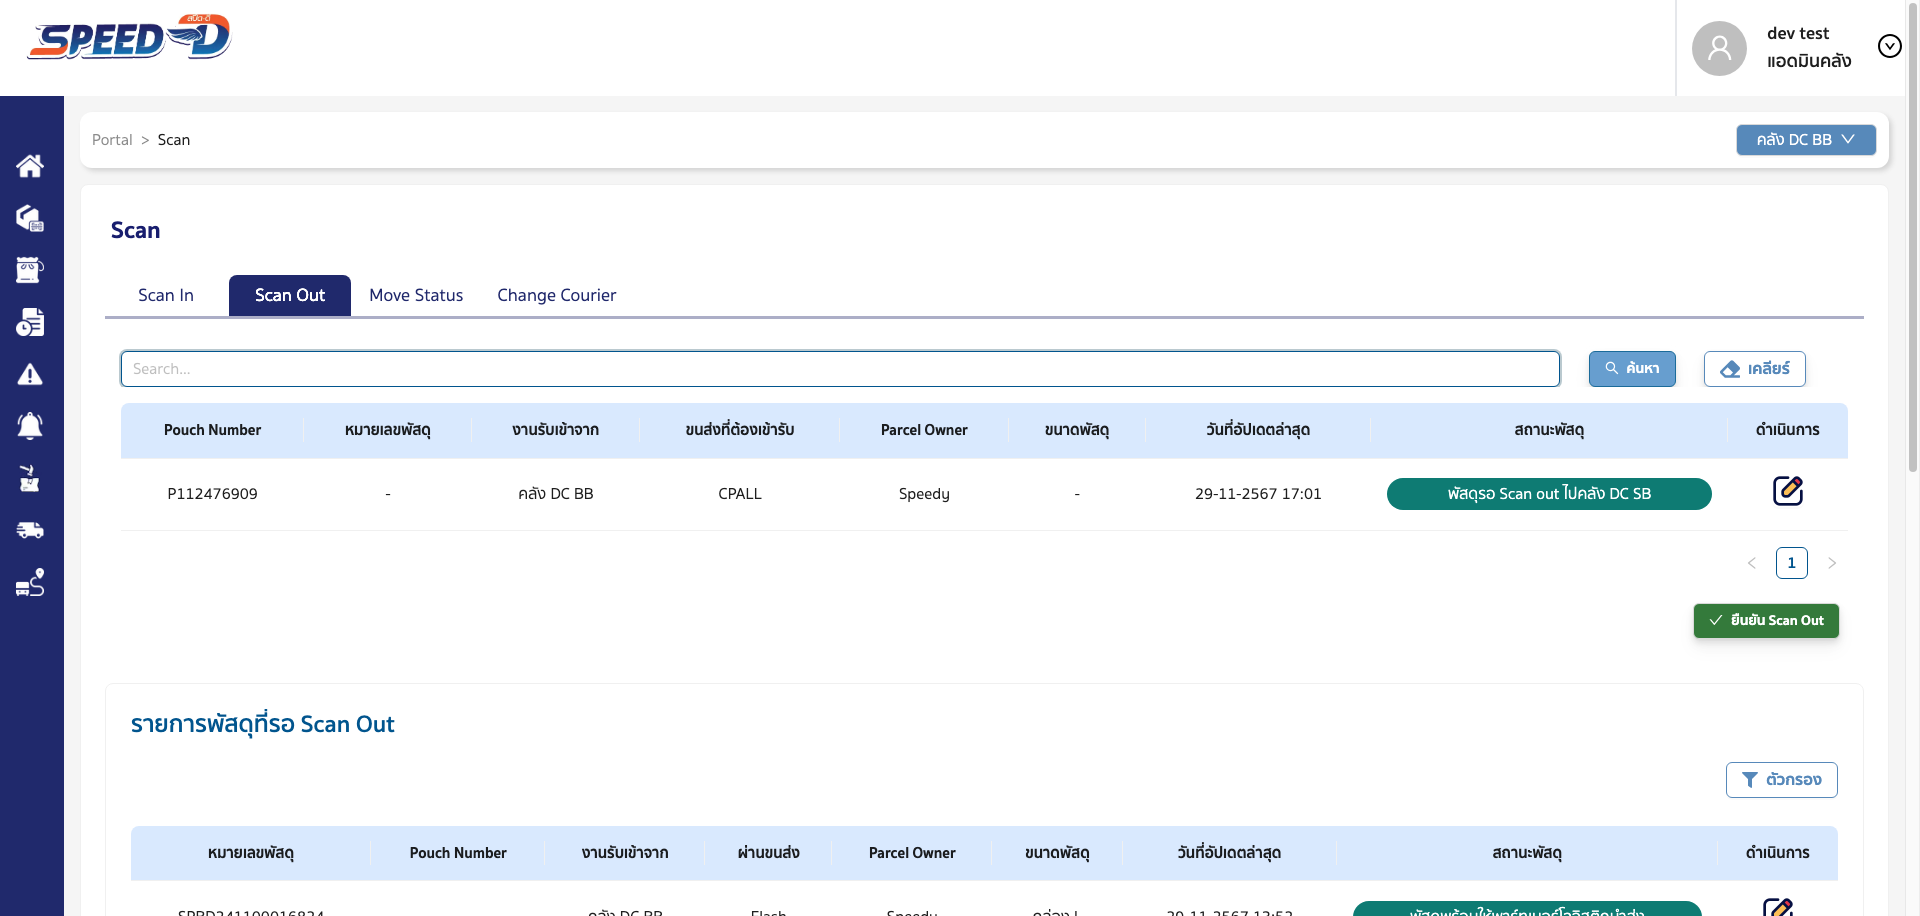 สปีด-ดี
SPEED-D
dev test
แอดมินคลัง
Portal > Scan
คลัง DC BB
Scan
Scan In Scan Out Move Status Change Courier
Search...
ค้นหา
เคลียร์
Pouch Number หมายเลขพัสดุ งานรับเข้าจาก ขนส่งที่ต้องเข้ารับ Parcel Owner ขนาดพัสดุ วันที่อัปเดตล่าสุด สถานะพัสดุ ดำเนินการ
P112476909 - คลัง DC BB CPALL Speedy - 29-11-2567 17:01 พัสดุรอ Scan out ไปคลัง DC SB
< 1 >
ยืนยัน Scan Out
รายการพัสดุที่รอ Scan Out
ตัวกรอง
หมายเลขพัสดุ Pouch Number งานรับเข้าจาก ผ่านขนส่ง Parcel Owner ขนาดพัสดุ วันที่อัปเดตล่าสุด สถานะพัสดุ ดำเนินการ
คลัง DC BB Flash Speedy